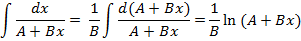 ∫ dx/(A + Bx) = 1/B ∫ d(A + Bx)/(A + Bx) = 1/B ln (A + Bx)